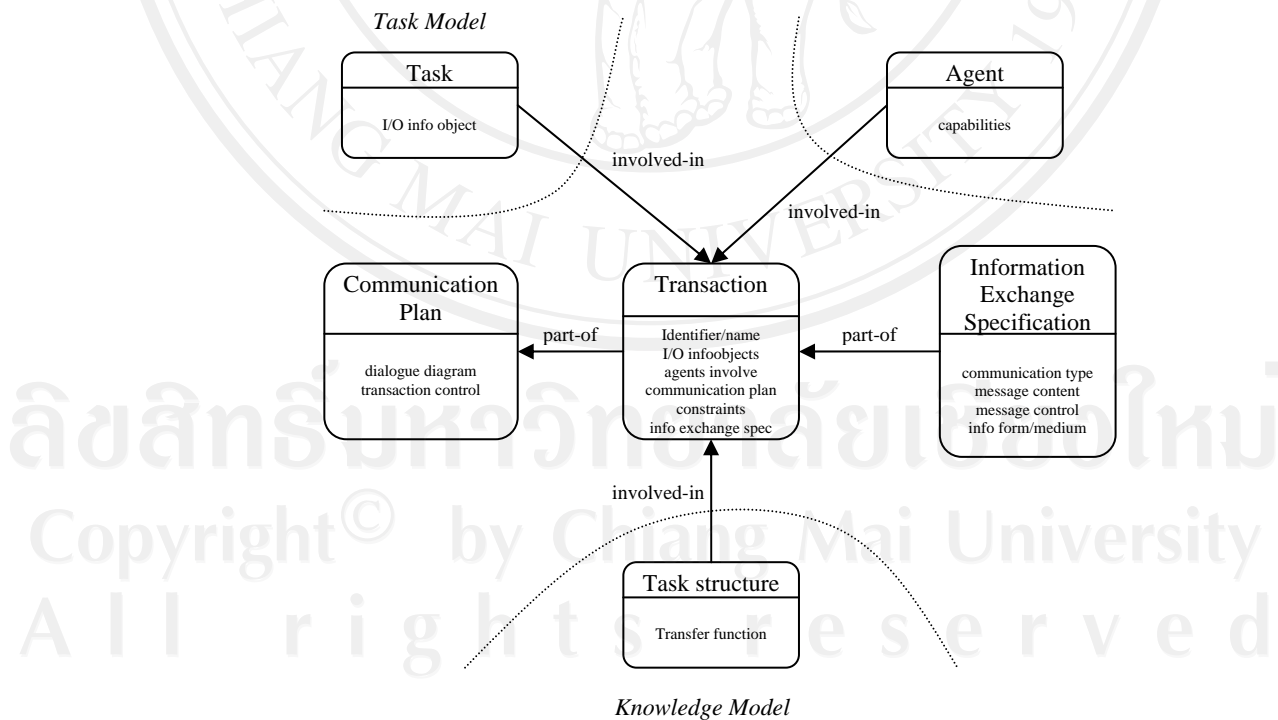 Task Model
Task
I/O info object
Agent
capabilities
involved-in
involved-in
Communication
Plan
dialogue diagram
transaction control
part-of
Transaction
Identifier/name
I/O infoobjects
agents involve
communication plan
constraints
info exchange spec
part-of
Information
Exchange
Specification
communication type
message content
message control
info form/medium
involved-in
Task structure
Transfer function
Knowledge Model
CHIANG MAI UNIVERSITY 19
ลิขสิทธิ์มหาวิทยาลัยเชียงใหม่
Copyright© by Chiang Mai University
All rights reserved